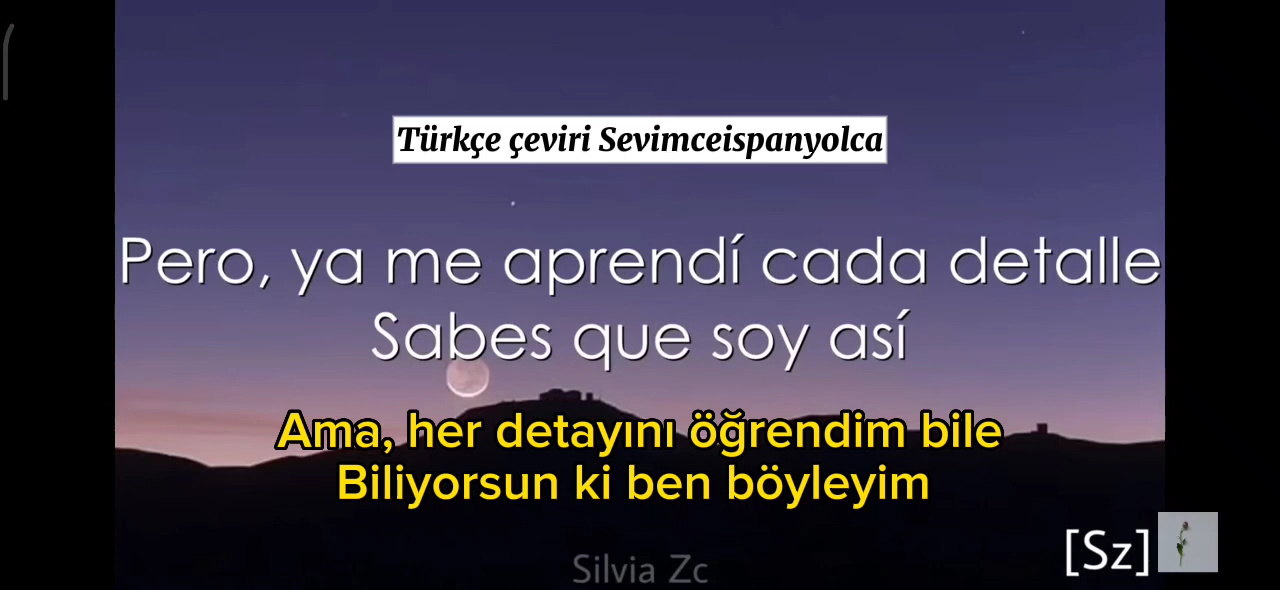 Türkçe çeviri Sevimceispanyolca
Pero, ya me aprendí cada detalle
Sabes que soy así
Ama, her detayını öğrendim bile
Biliyorsun ki ben böyleyim
[Sz]
Silvia Zc